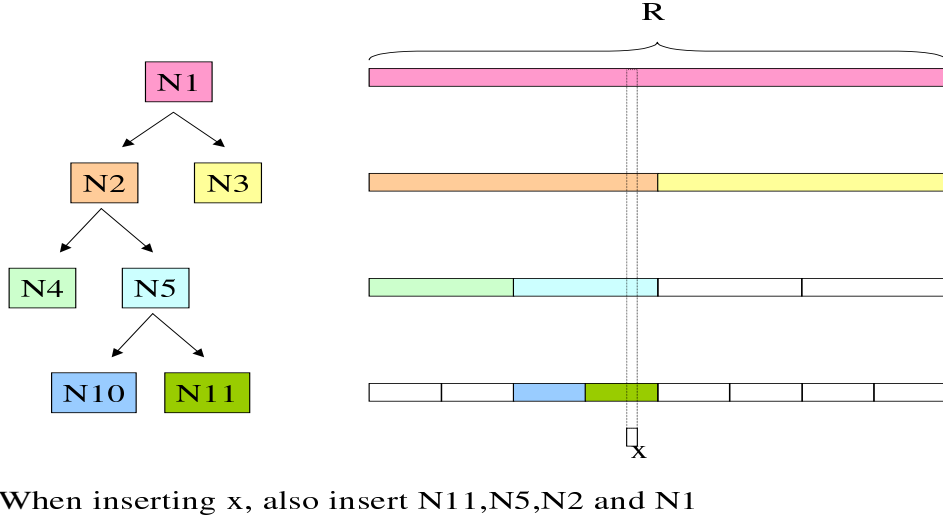 R
N1
N2 N3
N4 N5
N10 N11
x
When inserting x, also insert N11,N5,N2 and N1